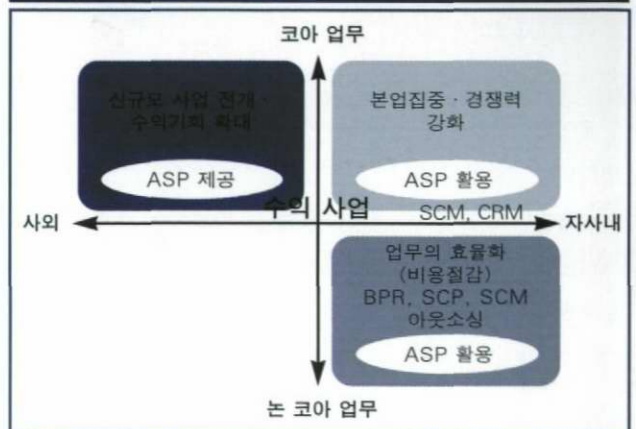 코아 업무
신규모 사업 전개 ·
수익기회 확대
ASP 제공
본업집중 · 경쟁력
강화
ASP 활용
수의 사업
SCM, CRM
사외
자사내
업무의 효율화
(비용절감)
BPR, SCP, SCM
아웃소싱
ASP 활용
논 코아 업무